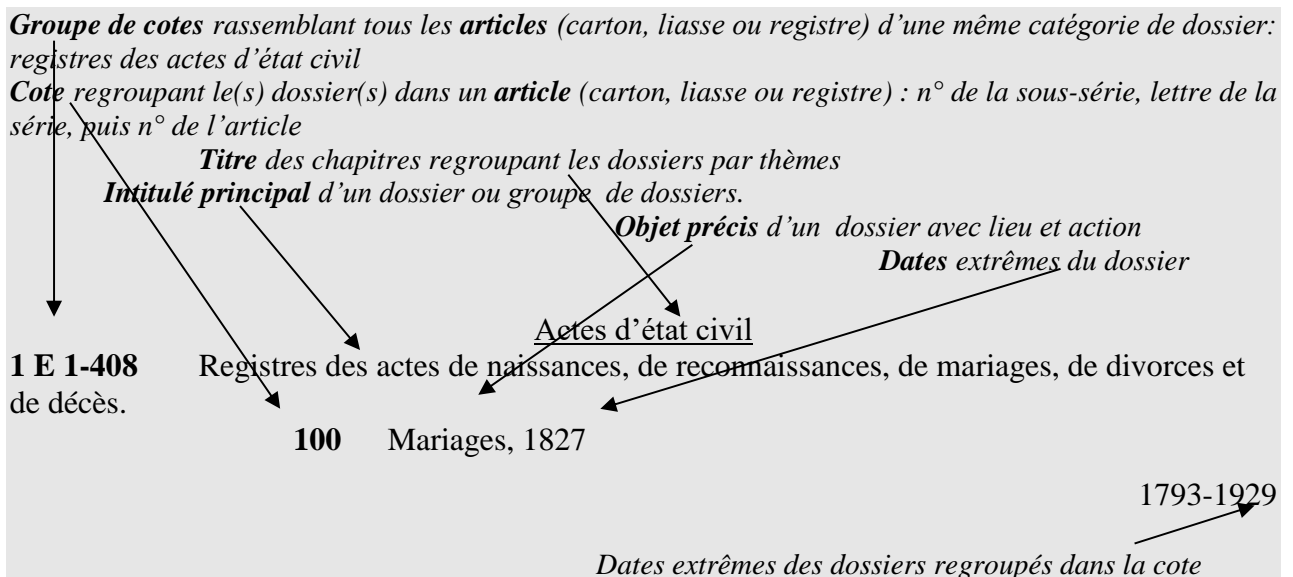 Groupe de cotes rassemblant tous les articles (carton, liasse ou registre) d’une même catégorie de dossier:
registres des actes d’état civil
Cote regroupant le(s) dossier(s) dans un article (carton, liasse ou registre) : n° de la sous-série, lettre de la
série, puis n° de l’article
Titre des chapitres regroupant les dossiers par thèmes
Intitulé principal d’un dossier ou groupe de dossiers.
Objet précis d’un dossier avec lieu et action
Dates extrêmes du dossier
Actes d’état civil
1 E 1-408 Registres des actes de naissances, de reconnaissances, de mariages, de divorces et
de décès.
100 Mariages, 1827
1793-1929
Dates extrêmes des dossiers regroupés dans la cote